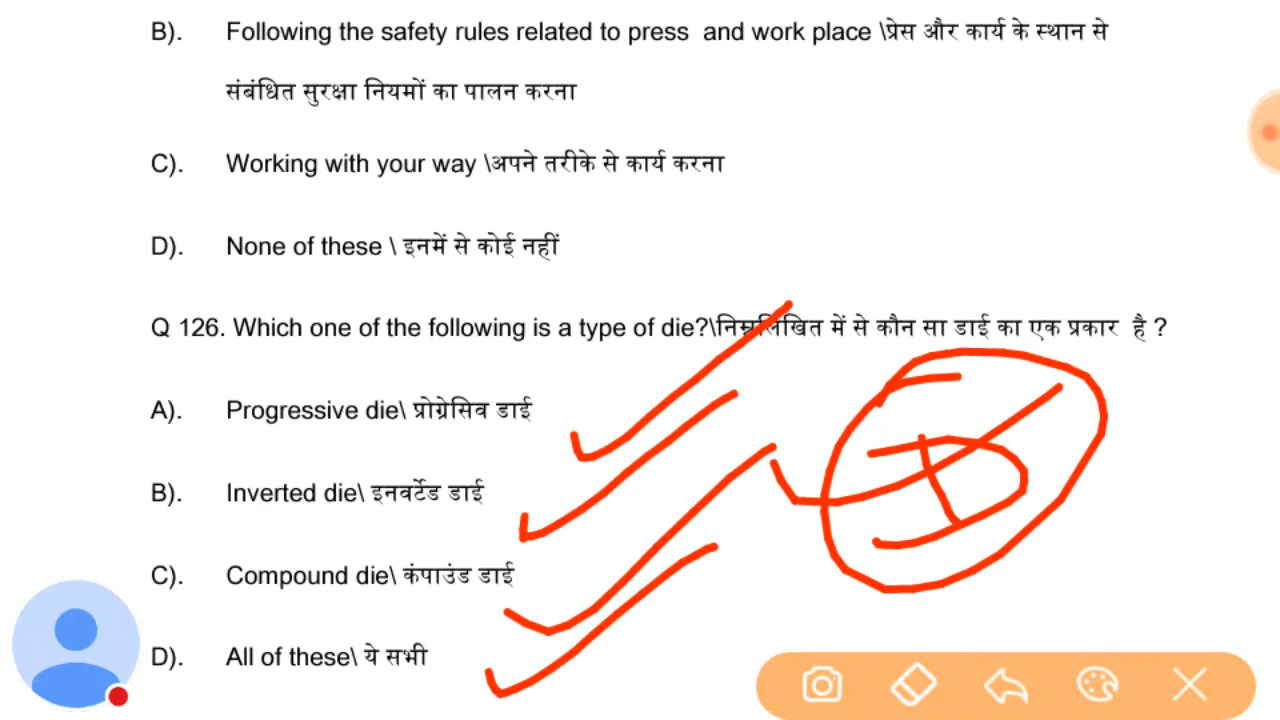 B). Following the safety rules related to press and work place \प्रेस और कार्य के स्थान से
संबंधित सुरक्षा नियमों का पालन करना
C). Working with your way \अपने तरीके से कार्य करना
D). None of these \ इनमें से कोई नहीं
Q 126. Which one of the following is a type of die?\निम्नलिखित में से कौन सा डाई का एक प्रकार है ?
A). Progressive die\ प्रोग्रेसिव डाई
B). Inverted die\ इनवर्टेड डाई
C). Compound die\ कंपाउंड डाई
D). All of these\ ये सभी
D